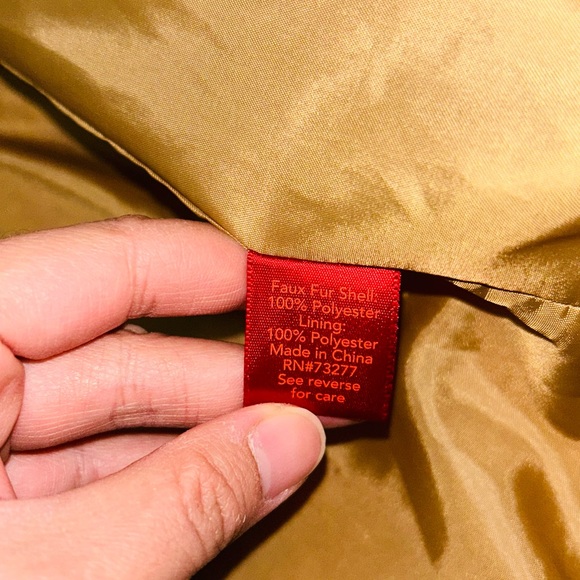 Faux Fur Shell:
100% Polyester
Lining:
100% Polyester
Made in China
RN#73277
See reverse
for care